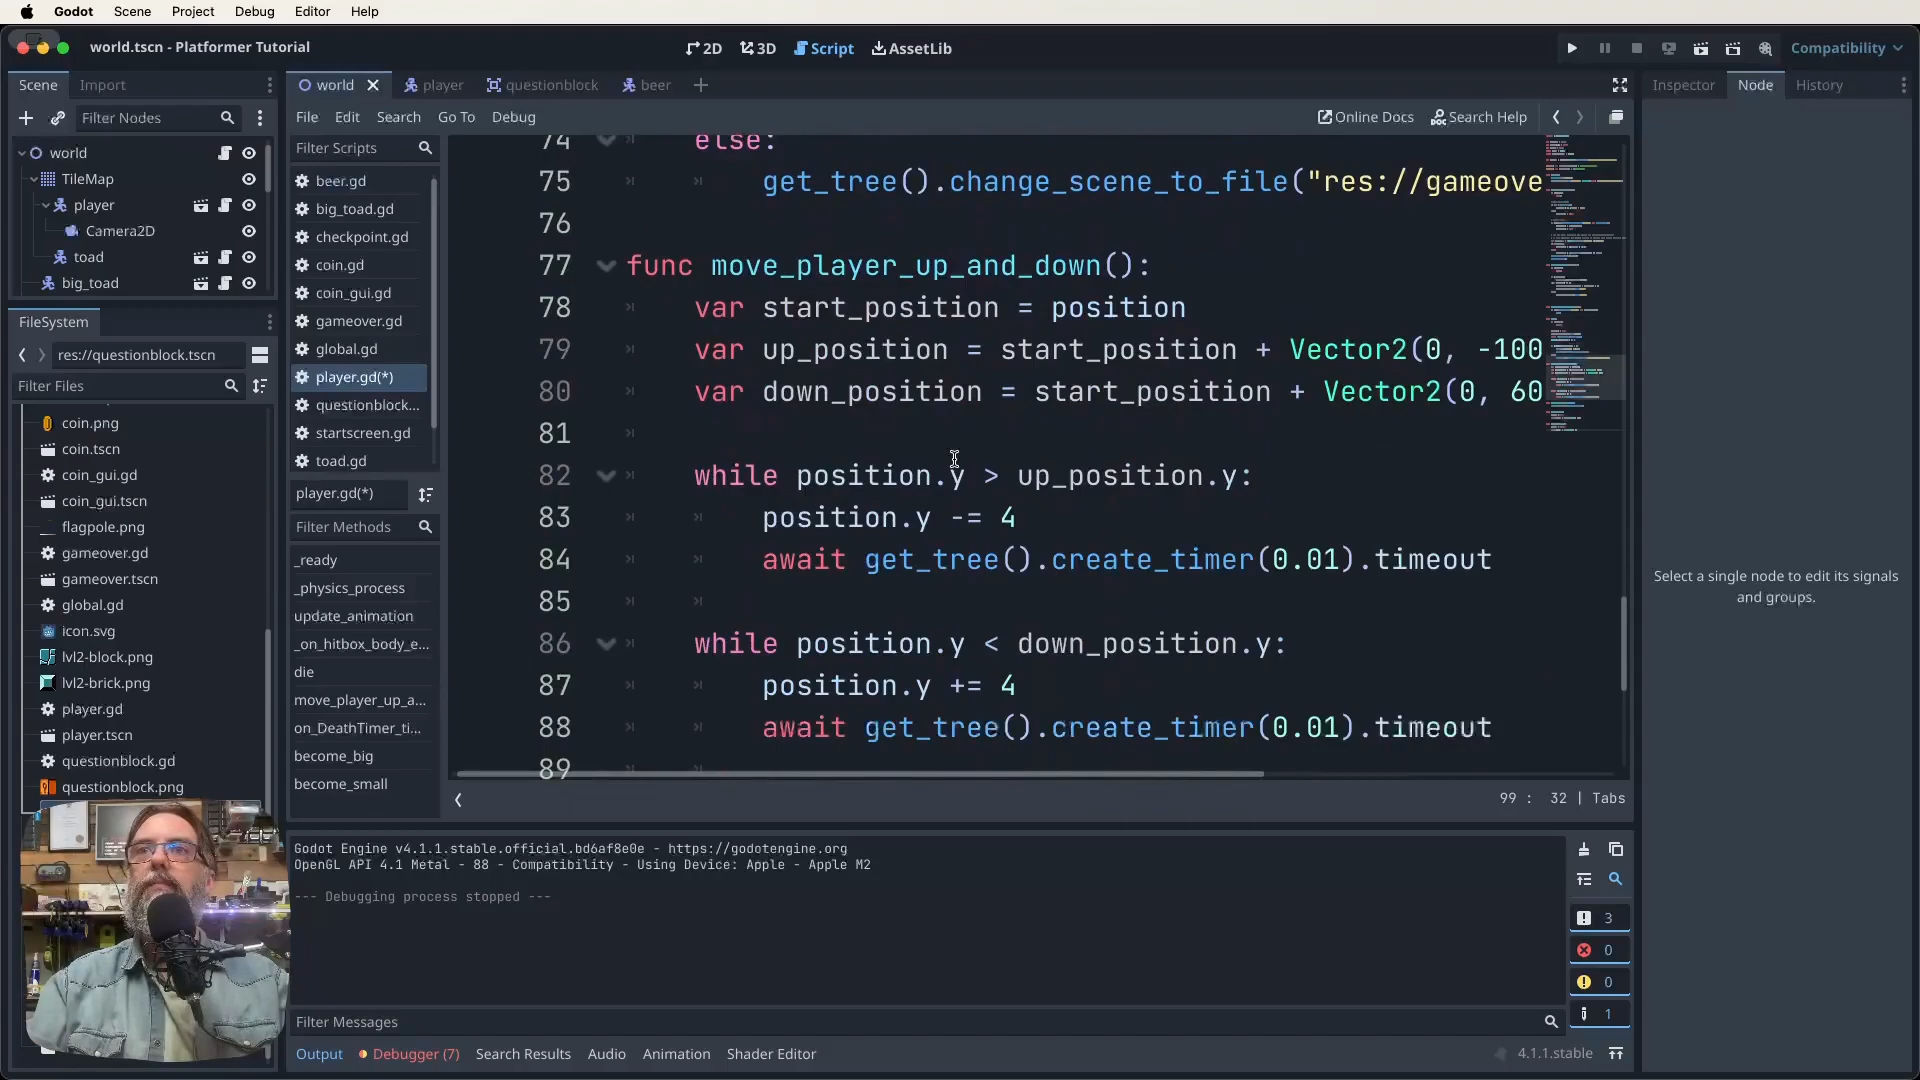 Godot Scene Project Debug Editor Help
world.tscn - Platformer Tutorial
2D 3D Script AssetLib
Compatibility
Scene Import
Filter Nodes
world
TileMap
player
Camera2D
toad
big_toad
FileSystem
res://questionblock.tscn
Filter Files
coin.png
coin.tscn
coin_gui.gd
coin_gui.tscn
flagpole.png
gameover.gd
gameover.tscn
global.gd
icon.svg
lvl2-block.png
lvl2-brick.png
player.gd
player.tscn
questionblock.gd
questionblock.png
world player questionblock beer
File Edit Search Go To Debug
Online Docs Search Help
Filter Scripts
beer.gd
big_toad.gd
checkpoint.gd
coin.gd
coin_gui.gd
gameover.gd
global.gd
player.gd(*)
questionblock...
startscreen.gd
toad.gd
player.gd(*)
Filter Methods
_ready
_physics_process
update_animation
_on_hitbox_body_e...
die
move_player_up_a...
on_DeathTimer_ti...
become_big
become_small
74 else:
75 get_tree().change_scene_to_file("res://gameove
76
77 func move_player_up_and_down():
78 var start_position = position
79 var up_position = start_position + Vector2(0, -100
80 var down_position = start_position + Vector2(0, 60
81
82 while position.y > up_position.y:
83 position.y -= 4
84 await get_tree().create_timer(0.01).timeout
85
86 while position.y < down_position.y:
87 position.y += 4
88 await get_tree().create_timer(0.01).timeout
89
99 : 32 | Tabs
Godot Engine v4.1.1.stable.official.bd6af8e0e - https://godotengine.org
OpenGL API 4.1 Metal - 88 - Compatibility - Using Device: Apple - Apple M2
--- Debugging process stopped ---
3
0
0
1
Filter Messages
Output Debugger (7) Search Results Audio Animation Shader Editor
4.1.1.stable
Inspector Node History
Select a single node to edit its signals
and groups.